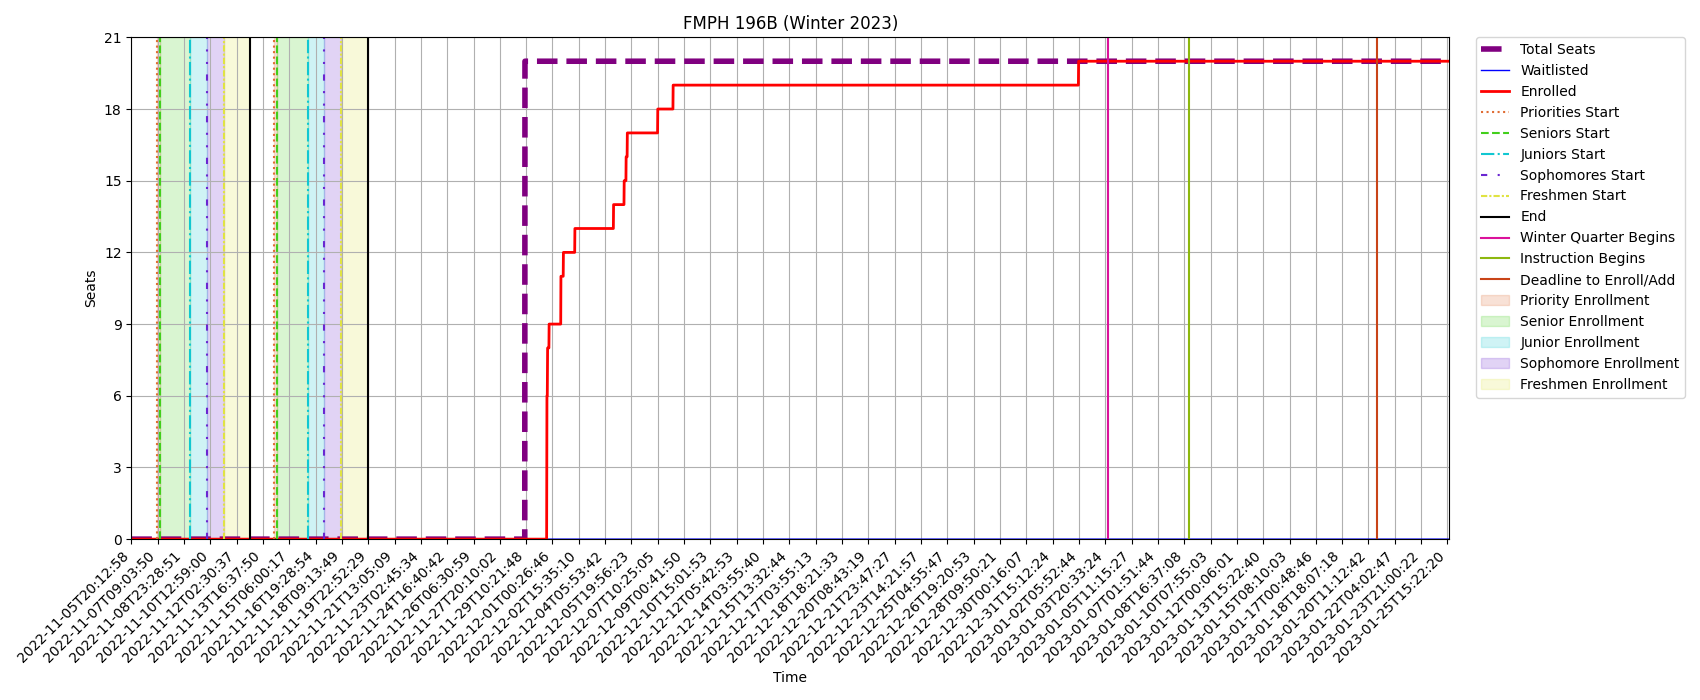 FMPH 196B (Winter 2023)
21
18
15
12
9
6
3
0
Seats
2022-11-05T20:12:58
2022-11-07T09:03:50
2022-11-08T23:28:51
2022-11-10T12:59:00
2022-11-12T02:30:37
2022-11-13T16:37:50
2022-11-15T06:00:17
2022-11-16T19:28:54
2022-11-18T09:13:49
2022-11-19T22:52:29
2022-11-21T13:05:09
2022-11-23T02:45:34
2022-11-24T16:40:42
2022-11-26T06:30:59
2022-11-27T20:10:02
2022-11-29T10:21:48
2022-12-01T00:26:46
2022-12-02T15:35:10
2022-12-04T05:53:42
2022-12-05T19:56:23
2022-12-07T10:25:05
2022-12-09T00:41:50
2022-12-10T15:01:53
2022-12-12T05:42:53
2022-12-14T03:55:40
2022-12-15T13:32:44
2022-12-17T03:55:13
2022-12-18T18:21:33
2022-12-20T08:43:19
2022-12-21T23:47:27
2022-12-23T14:21:57
2022-12-25T04:55:47
2022-12-26T19:20:53
2022-12-28T09:50:21
2022-12-30T00:16:07
2022-12-31T15:12:24
2023-01-02T05:52:44
2023-01-03T20:33:24
2023-01-05T11:15:27
2023-01-07T01:51:44
2023-01-08T16:37:08
2023-01-10T07:55:03
2023-01-12T00:06:01
2023-01-13T15:22:40
2023-01-15T08:10:03
2023-01-17T00:48:46
2023-01-18T18:07:18
2023-01-20T11:12:42
2023-01-22T04:02:47
2023-01-23T21:00:22
2023-01-25T15:22:20
Time
Total Seats
Waitlisted
Enrolled
Priorities Start
Seniors Start
Juniors Start
Sophomores Start
Freshmen Start
End
Winter Quarter Begins
Instruction Begins
Deadline to Enroll/Add
Priority Enrollment
Senior Enrollment
Junior Enrollment
Sophomore Enrollment
Freshmen Enrollment